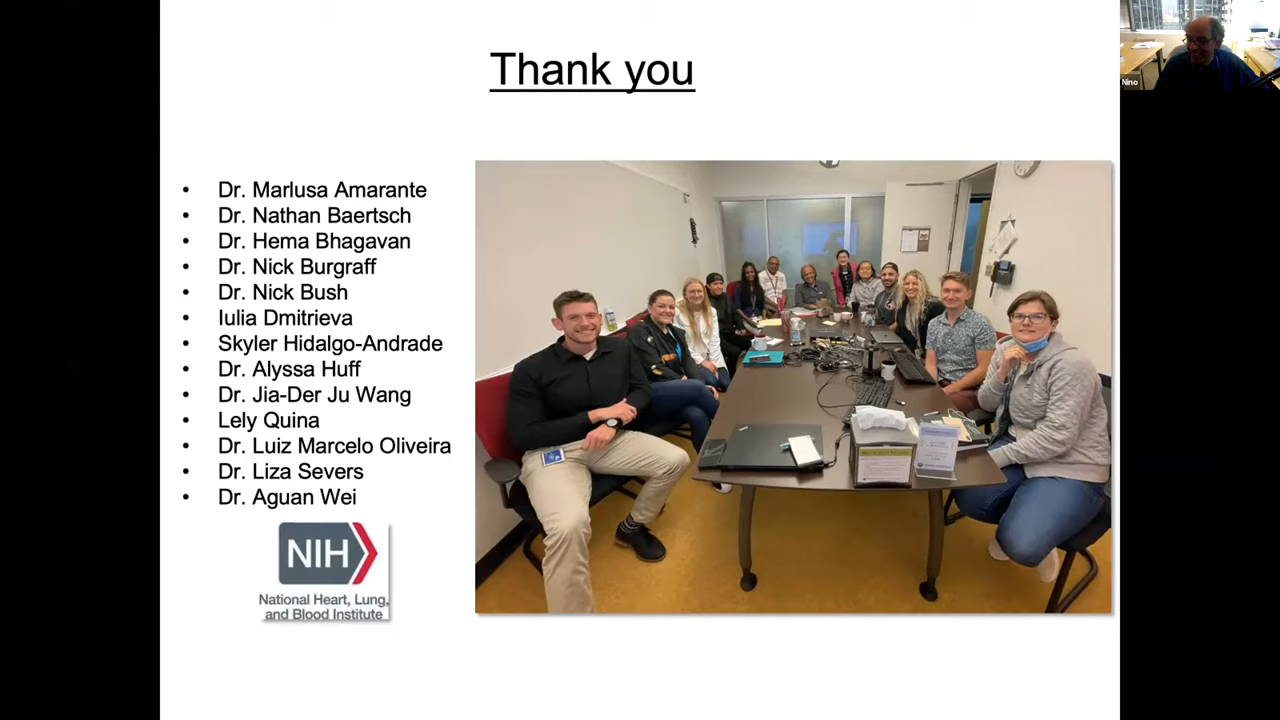 Thank you
Nino
• Dr. Marlusa Amarante
• Dr. Nathan Baertsch
• Dr. Hema Bhagavan
• Dr. Nick Burgraff
• Dr. Nick Bush
• Iulia Dmitrieva
• Skyler Hidalgo-Andrade
• Dr. Alyssa Huff
• Dr. Jia-Der Ju Wang
• Lely Quina
• Dr. Luiz Marcelo Oliveira
• Dr. Liza Severs
• Dr. Aguan Wei
NIH
National Heart, Lung,
and Blood Institute